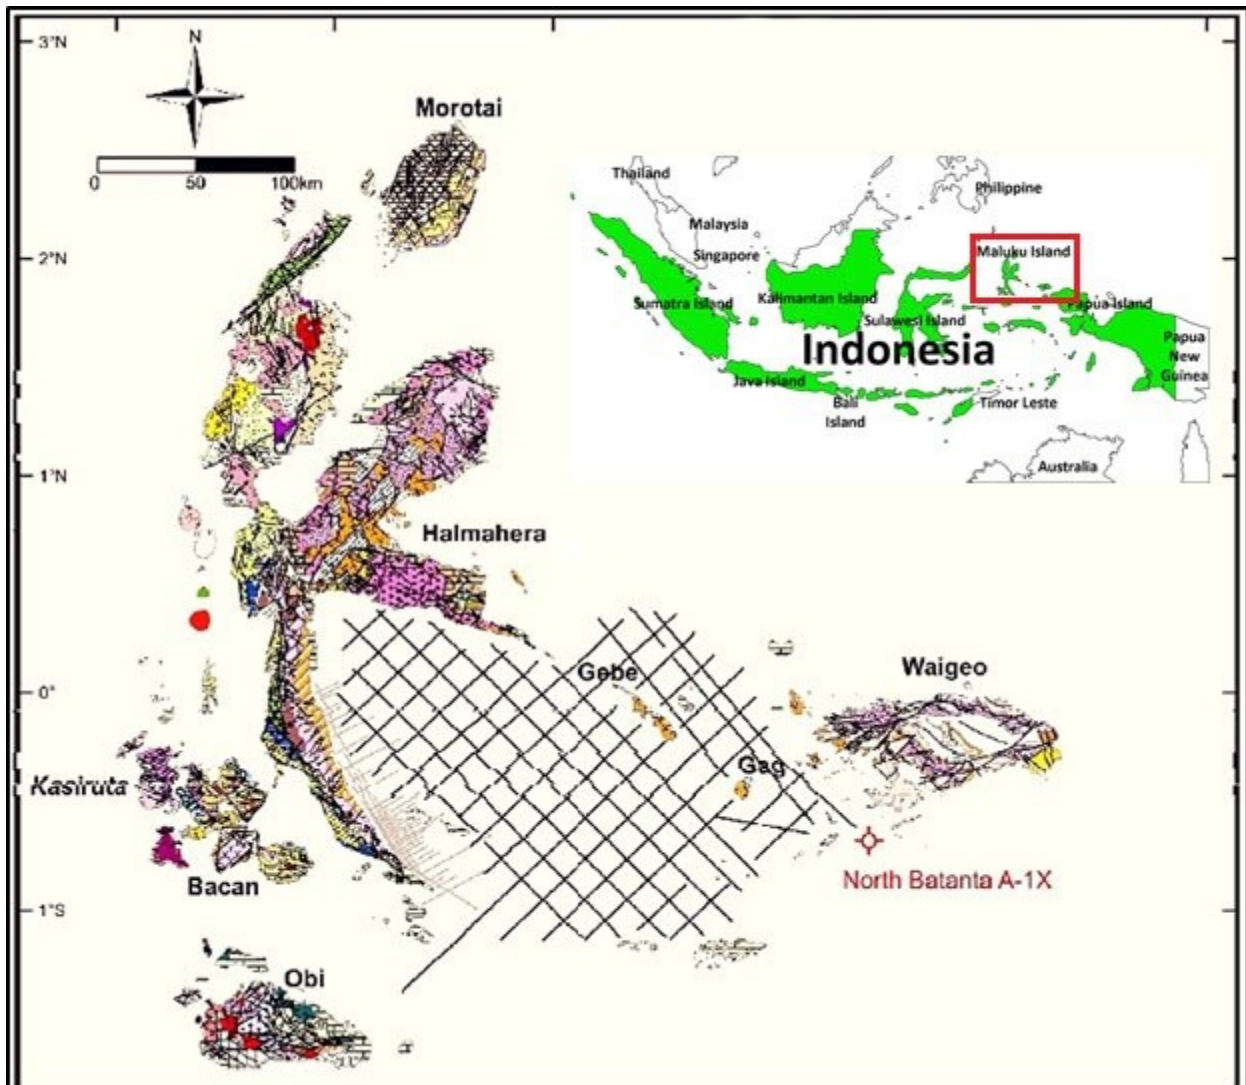 3°N
N
Morotai
0
50
100km
2°N
Thailand
Philippine
Malaysia
Singapore
Maluku Island
Sumatra Island
Kalimantan Island
Sulawesi Island
Papua Island
Indonesia
Papua
New
Guinea
Java Island
Bali
Island
Timor Leste
Australia
1°N
Halmahera
Gebe
Waigeo
0°
Gag
Kasiruta
North Batanta A-1X
Bacan
1°S
Obi